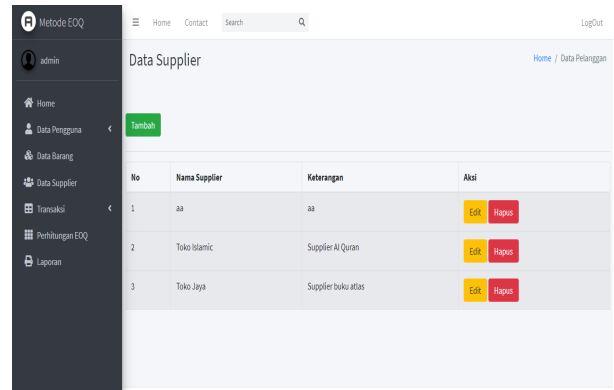 Metode EOQ
Home Contact Search LogOut
admin
Data Supplier
Home / Data Pelanggan
Home
Data Pengguna
Data Barang
Data Supplier
Transaksi
Perhitungan EOQ
Laporan
Tambah
No Nama Supplier Keterangan Aksi
1 aa aa Edit Hapus
2 Toko Islamic Supplier Al Quran Edit Hapus
3 Toko Jaya Supplier buku atlas Edit Hapus